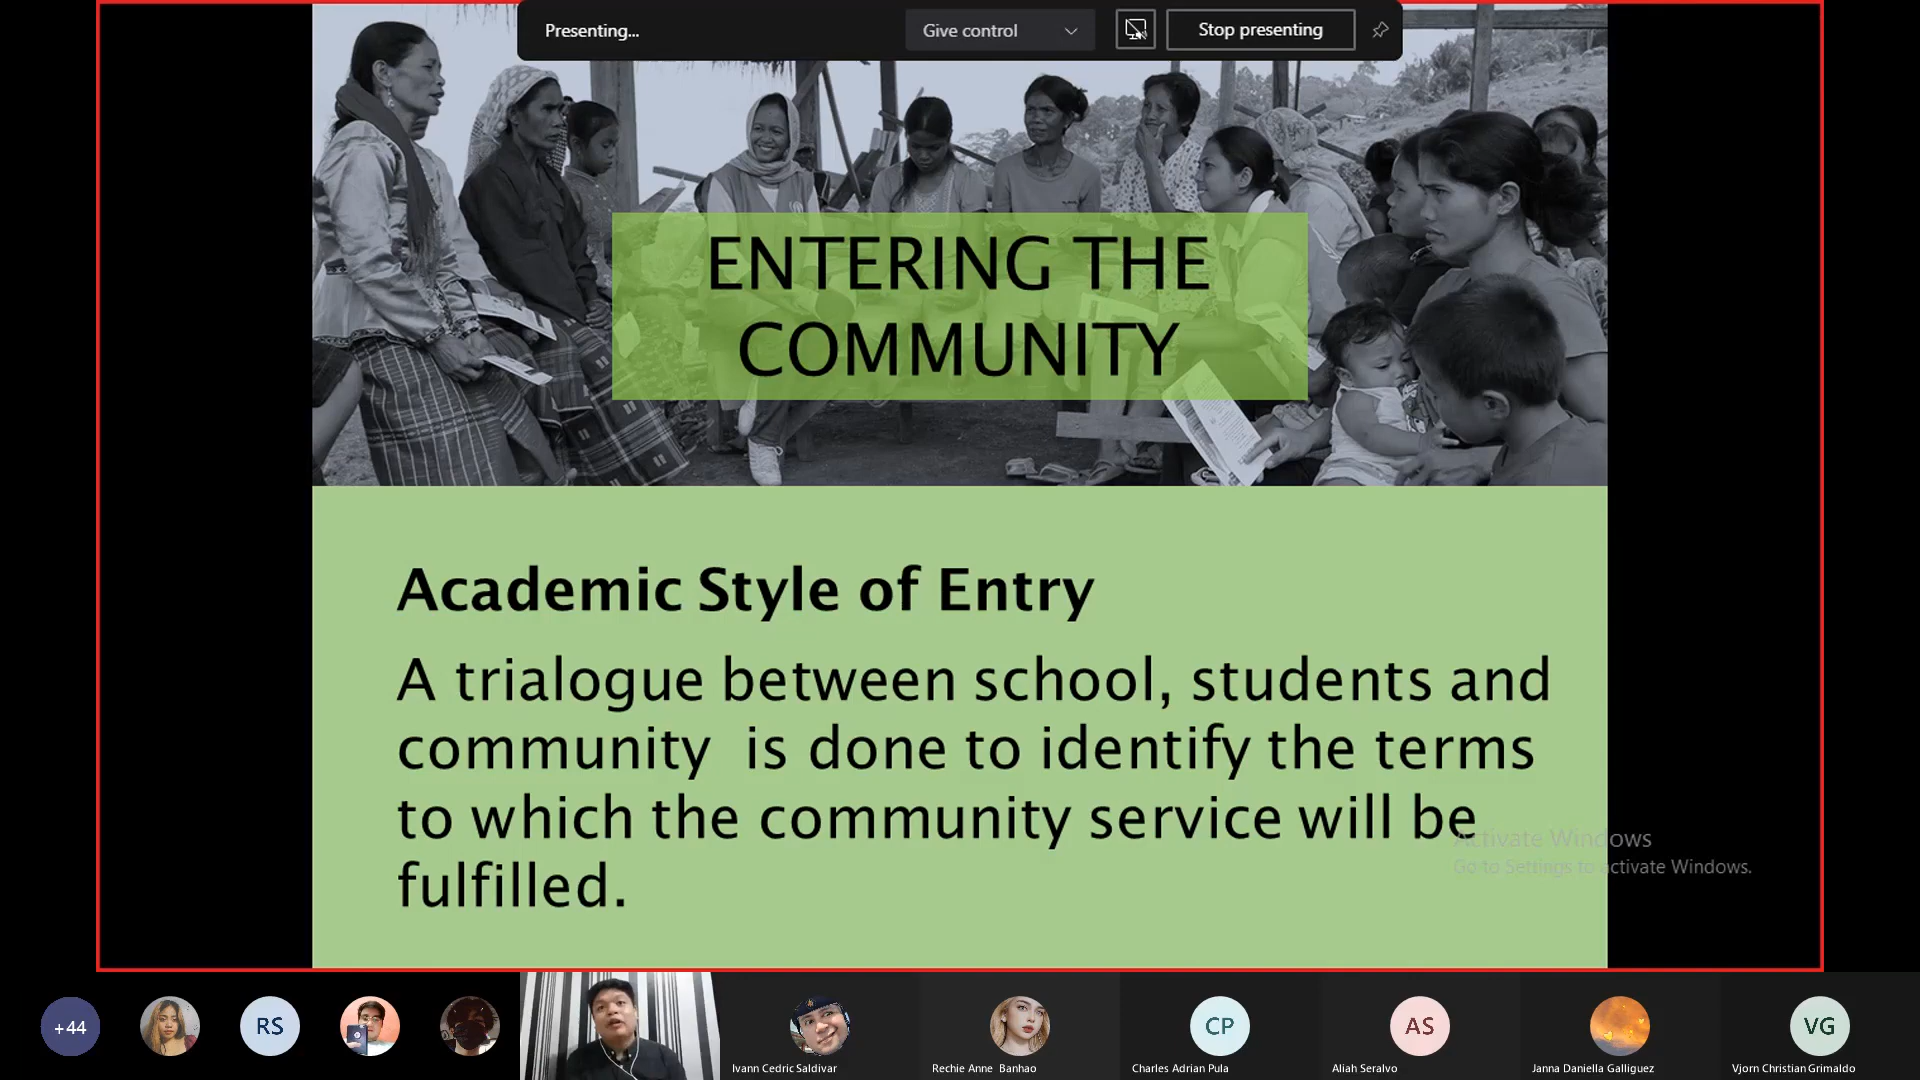 Presenting...
Give control
Stop presenting
ENTERING THE
COMMUNITY
Academic Style of Entry
A trialogue between school, students and
community  is done to identify the terms
to which the community service will be
fulfilled.
Activate Windows
Go to Settings to activate Windows.
+44
RS
CP
AS
VG
Ivann Cedric Saldivar
Rechie Anne  Banhao
Charles Adrian Pula
Aliah Seralvo
Janna Daniella Galliguez
Vjorn Christian Grimaldo